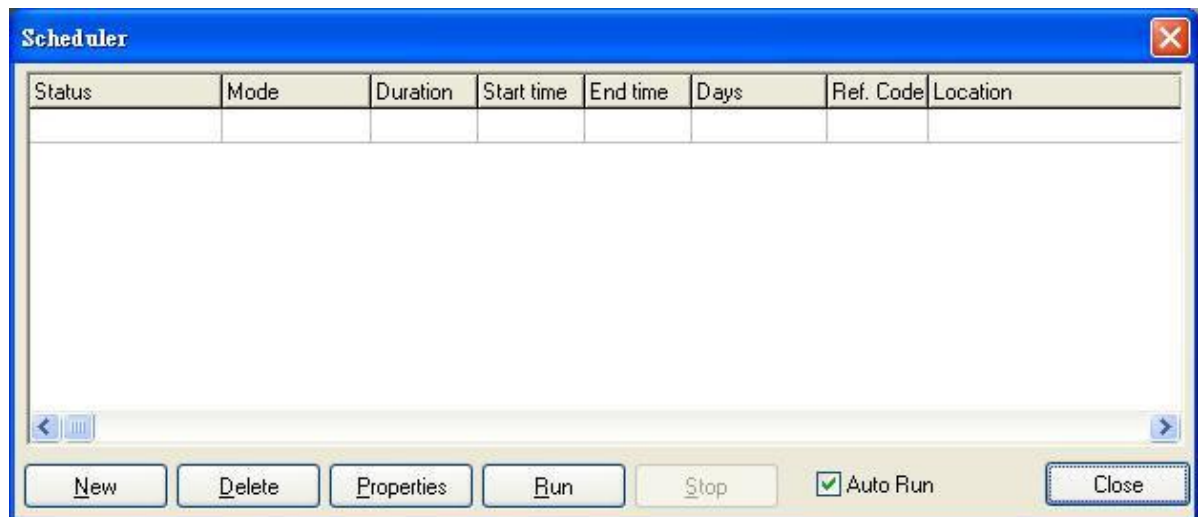 Scheduler
Status Mode Duration Start time End time Days Ref. Code Location
New Delete Properties Run Stop Auto Run Close